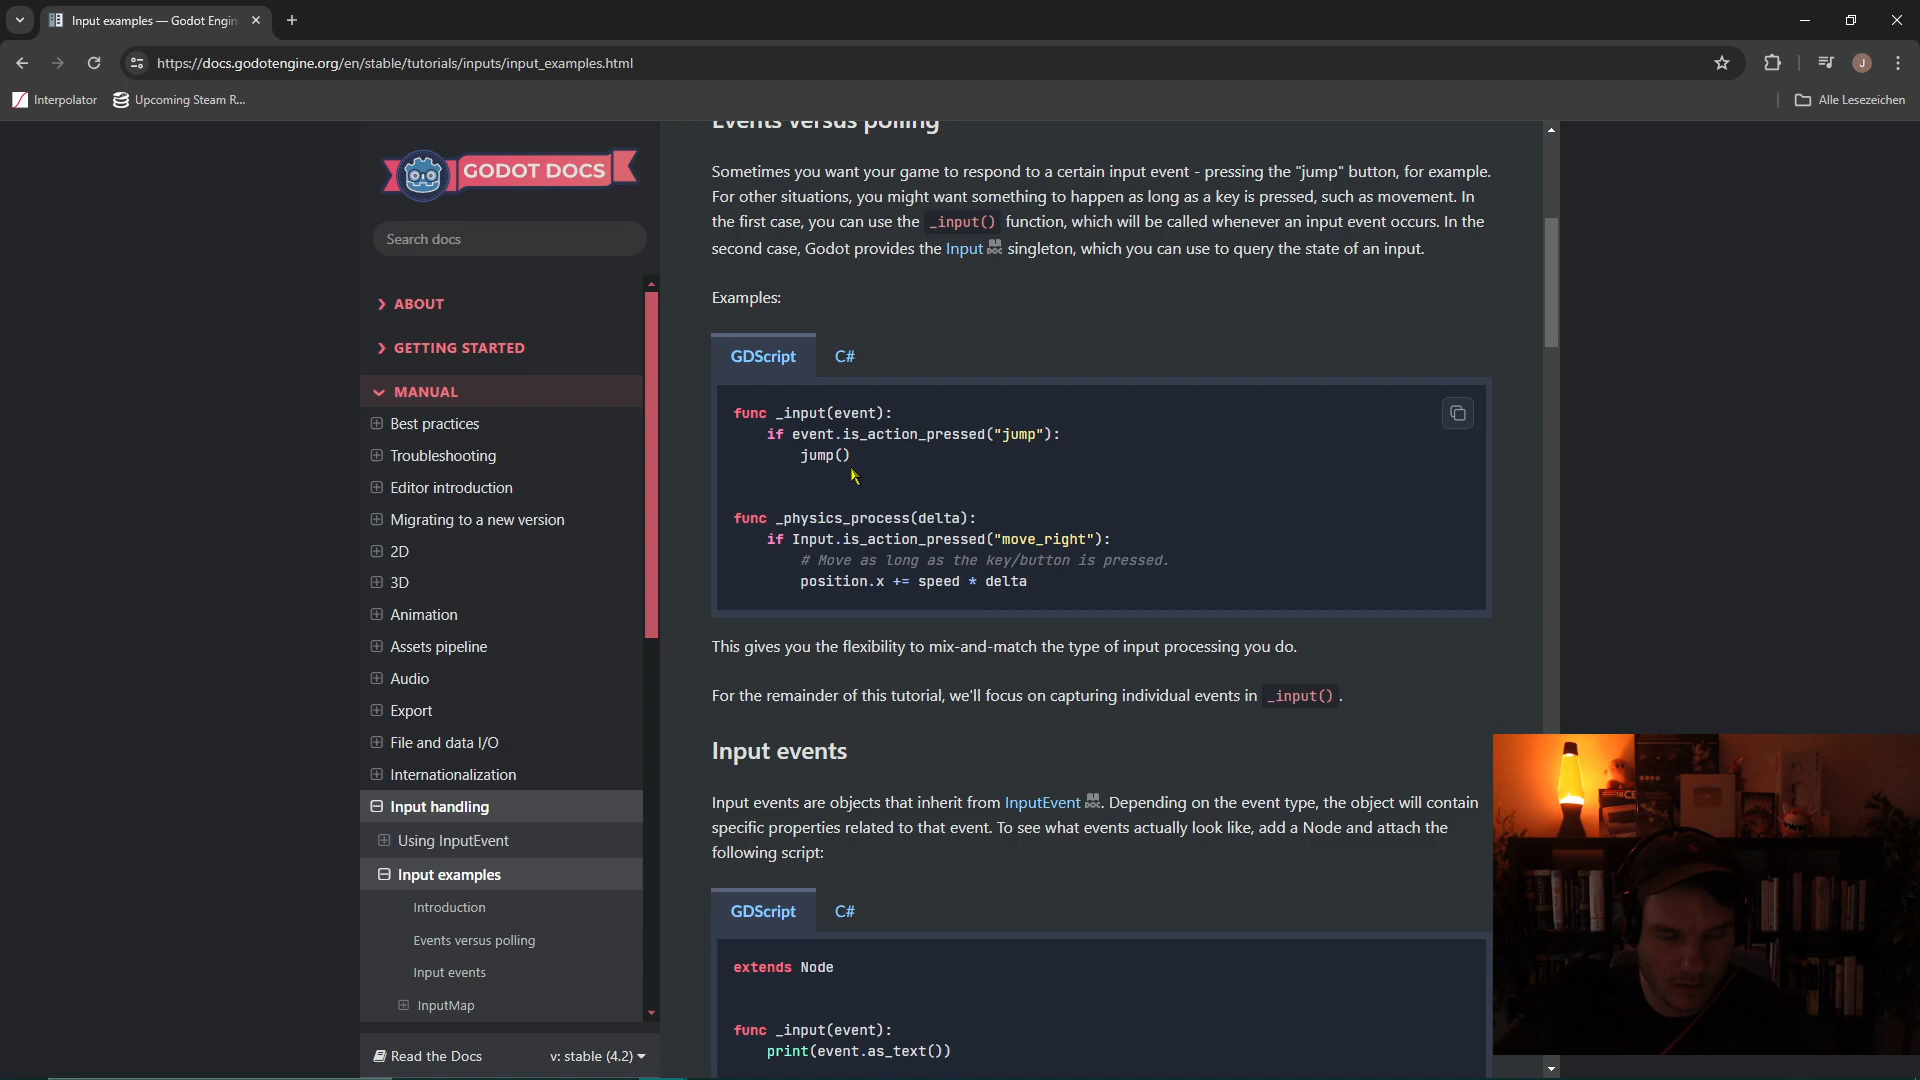 Input examples — Godot Engin
https://docs.godotengine.org/en/stable/tutorials/inputs/input_examples.html
J
Interpolator
Upcoming Steam R...
Alle Lesezeichen
GODOT DOCS
Search docs
ABOUT
GETTING STARTED
MANUAL
Best practices
Troubleshooting
Editor introduction
Migrating to a new version
2D
3D
Animation
Assets pipeline
Audio
Export
File and data I/O
Internationalization
Input handling
Using InputEvent
Input examples
Introduction
Events versus polling
Input events
InputMap
Read the Docs
v: stable (4.2)
Events versus polling
Sometimes you want your game to respond to a certain input event - pressing the "jump" button, for example.
For other situations, you might want something to happen as long as a key is pressed, such as movement. In
the first case, you can use the _input() function, which will be called whenever an input event occurs. In the
second case, Godot provides the Input singleton, which you can use to query the state of an input.
Examples:
GDScript C#
func _input(event):
if event.is_action_pressed("jump"):
jump()
func _physics_process(delta):
if Input.is_action_pressed("move_right"):
# Move as long as the key/button is pressed.
position.x += speed * delta
This gives you the flexibility to mix-and-match the type of input processing you do.
For the remainder of this tutorial, we'll focus on capturing individual events in _input().
Input events
Input events are objects that inherit from InputEvent. Depending on the event type, the object will contain
specific properties related to that event. To see what events actually look like, add a Node and attach the
following script:
GDScript C#
extends Node
func _input(event):
print(event.as_text())